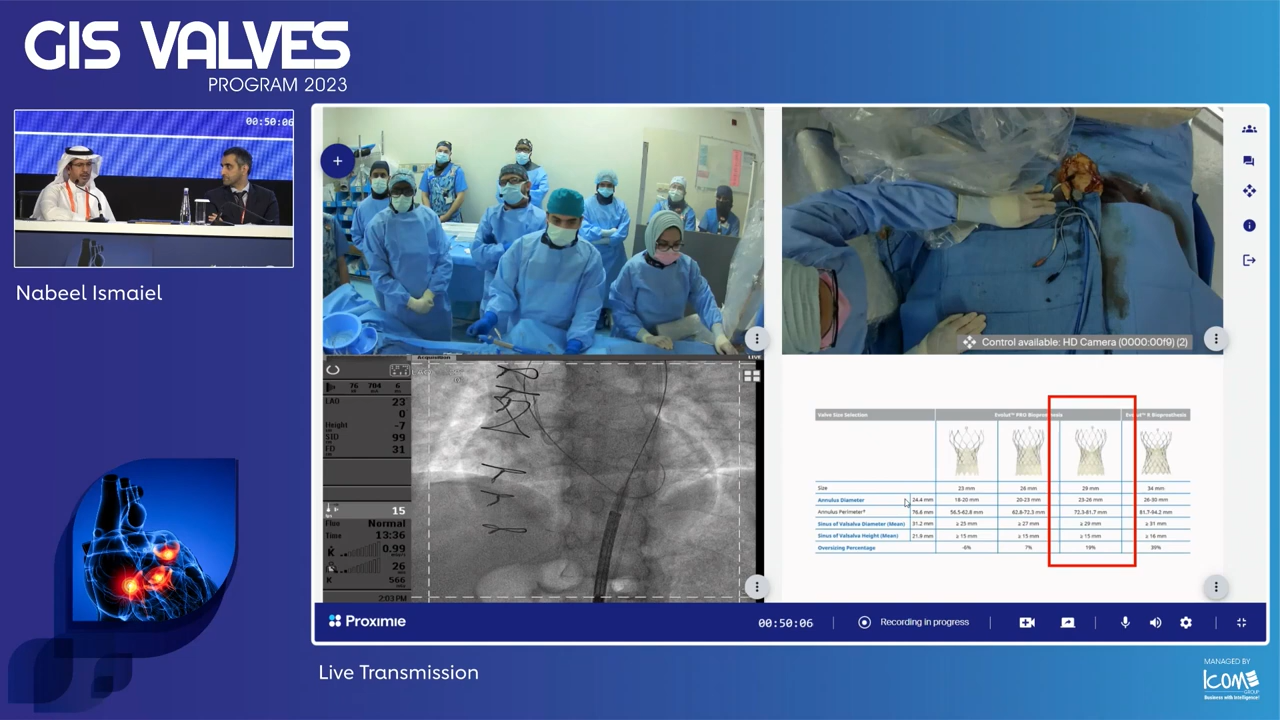 GIS VALVES
PROGRAM 2023
00:50:06
Nabeel Ismaiel
Control available: HD Camera (0000:00f9) (2)
Acquisition
LIVE
76 704 6
LAO 23
0
Height -7
STD 99
FD 31
15
Fluo Normal
Time 13:36
K 0.99
26
K 566
2:03 PM
Valve Size Selection
Evolut™ PRO Bioprosthesis
Evolut™ R Bioprosthesis
Size 23 mm 26 mm 29 mm 34 mm
Annulus Diameter 24.4 mm 18-20 mm 20-23 mm 23-26 mm 26-30 mm
Annulus Perimeter* 76.6 mm 56.5-62.8 mm 62.8-72.3 mm 72.3-81.7 mm 81.7-94.2 mm
Sinus of Valsalva Diameter (Mean) 31.2 mm ≥ 25 mm ≥ 27 mm ≥ 29 mm ≥ 31 mm
Sinus of Valsalva Height (Mean) 21.9 mm ≥ 15 mm ≥ 15 mm ≥ 15 mm ≥ 16 mm
Oversizing Percentage -6% 7% 19% 39%
Proximie
00:50:06
Recording in progress
Live Transmission
MANAGED BY
ICOM
GROUP
Business with Intelligence!